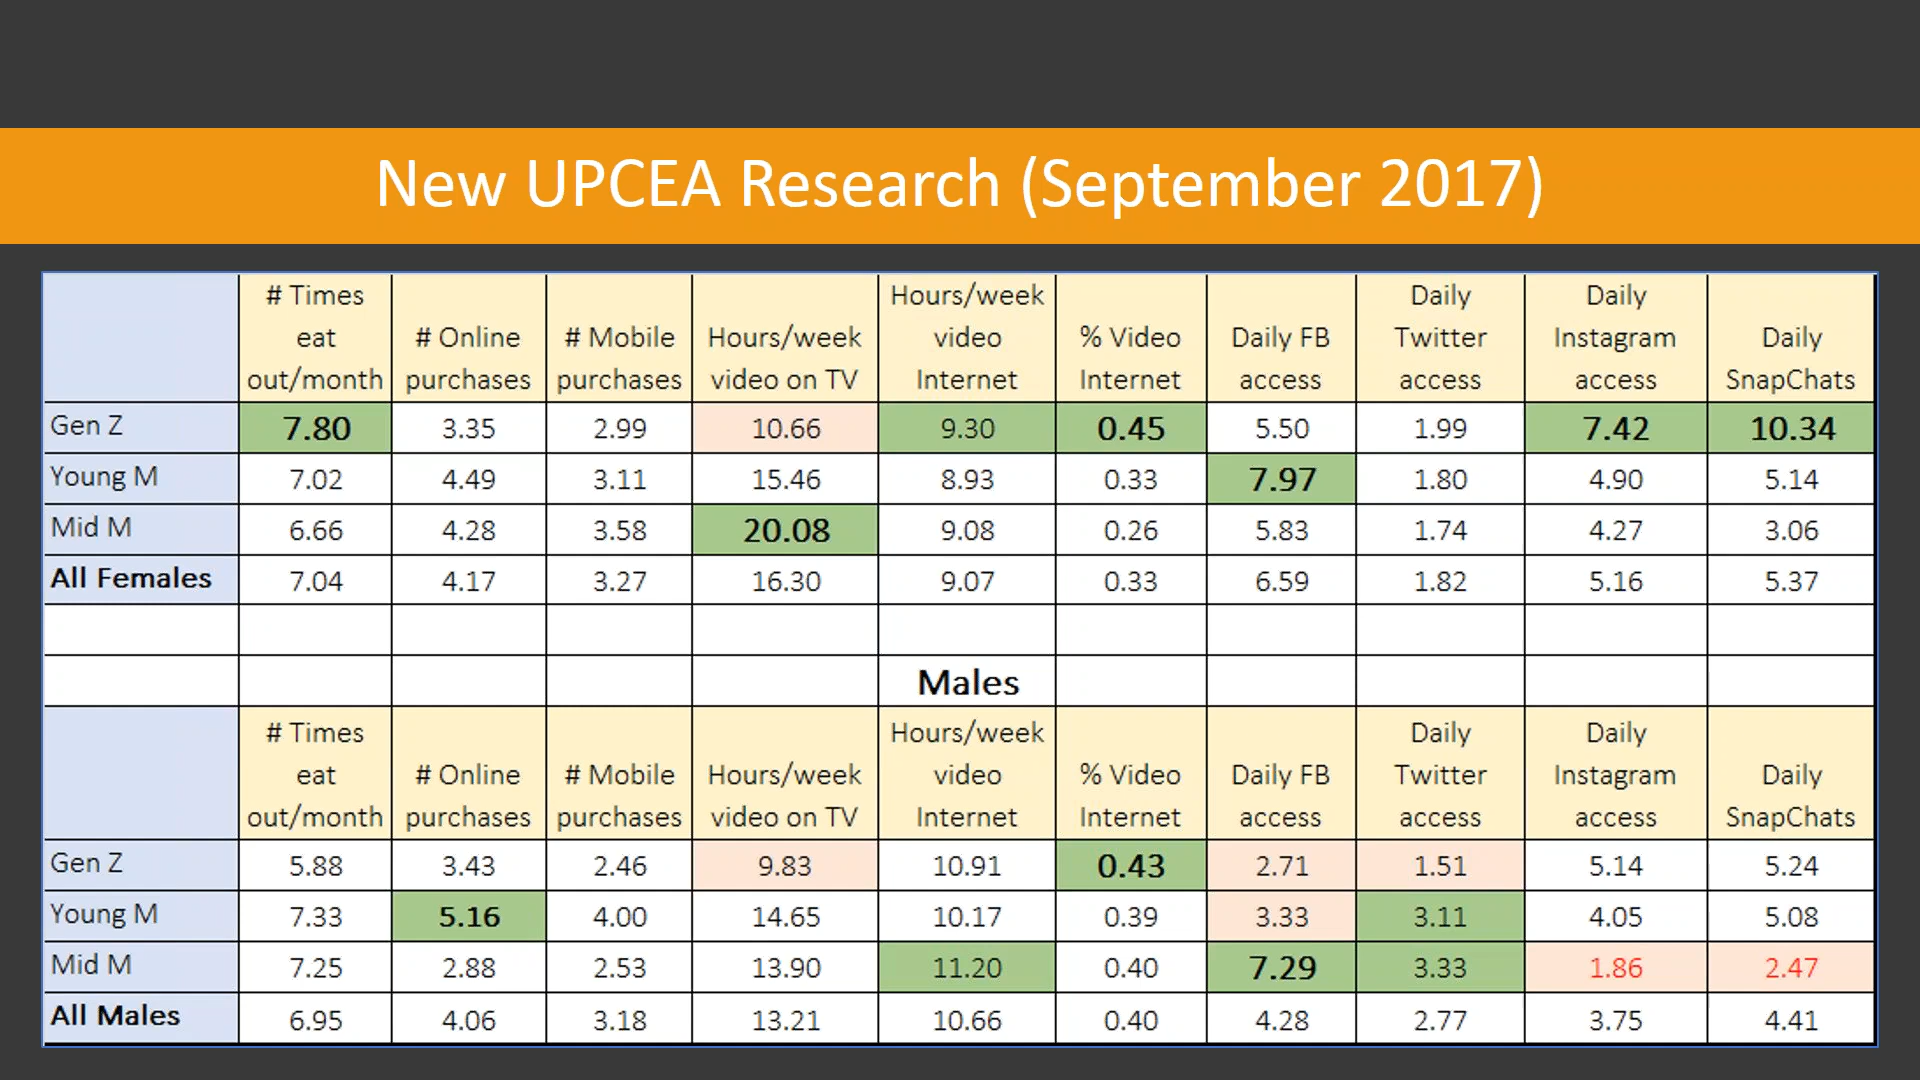 New UPCEA Research (September 2017)
# Times eat out/month # Online purchases # Mobile purchases Hours/week video on TV Hours/week video Internet % Video Internet Daily FB access Daily Twitter access Daily Instagram access Daily SnapChats
Gen Z 7.80 3.35 2.99 10.66 9.30 0.45 5.50 1.99 7.42 10.34
Young M 7.02 4.49 3.11 15.46 8.93 0.33 7.97 1.80 4.90 5.14
Mid M 6.66 4.28 3.58 20.08 9.08 0.26 5.83 1.74 4.27 3.06
All Females 7.04 4.17 3.27 16.30 9.07 0.33 6.59 1.82 5.16 5.37
Males
# Times eat out/month # Online purchases # Mobile purchases Hours/week video on TV Hours/week video Internet % Video Internet Daily FB access Daily Twitter access Daily Instagram access Daily SnapChats
Gen Z 5.88 3.43 2.46 9.83 10.91 0.43 2.71 1.51 5.14 5.24
Young M 7.33 5.16 4.00 14.65 10.17 0.39 3.33 3.11 4.05 5.08
Mid M 7.25 2.88 2.53 13.90 11.20 0.40 7.29 3.33 1.86 2.47
All Males 6.95 4.06 3.18 13.21 10.66 0.40 4.28 2.77 3.75 4.41